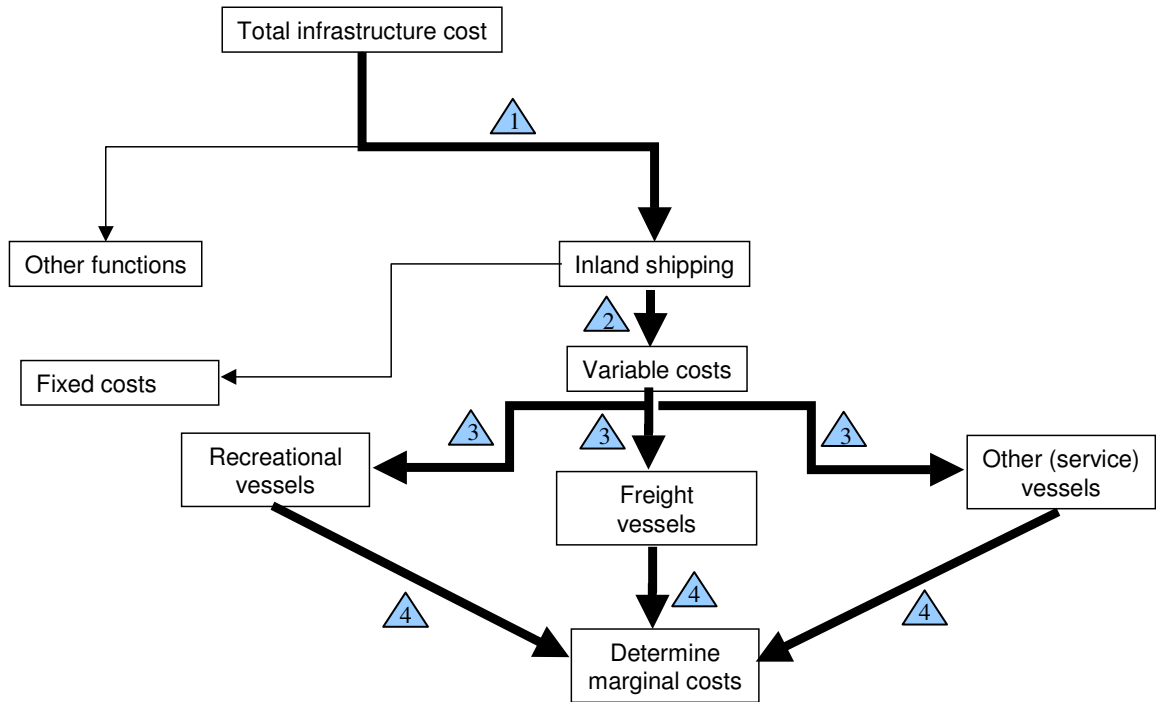 Total infrastructure cost
1
Other functions
Inland shipping
2
Fixed costs
Variable costs
3
3
3
Recreational
vessels
Freight
vessels
Other (service)
vessels
4
4
4
Determine
marginal costs